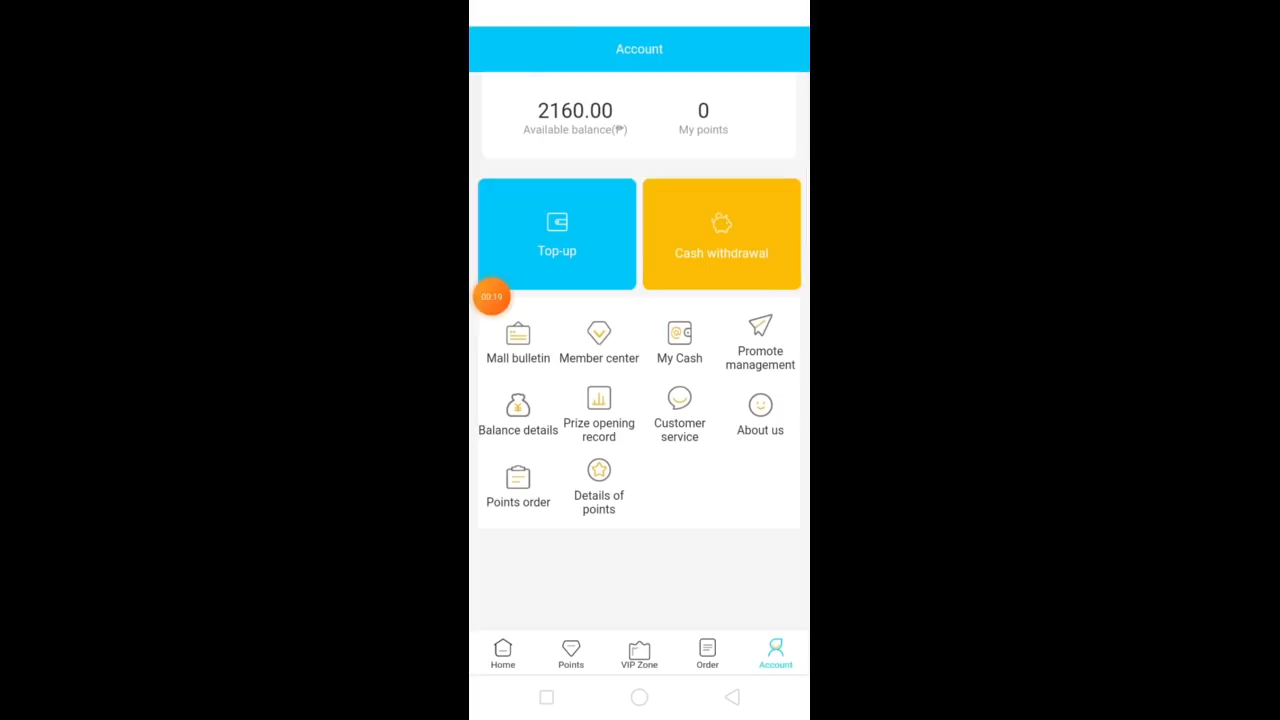 Account
2160.00 0
Available balance(₱) My points
Top-up Cash withdrawal
00:19
Mall bulletin Member center My Cash Promote
management
Balance details Prize opening
record Customer
service About us
Points order Details of
points
Home Points VIP Zone Order Account